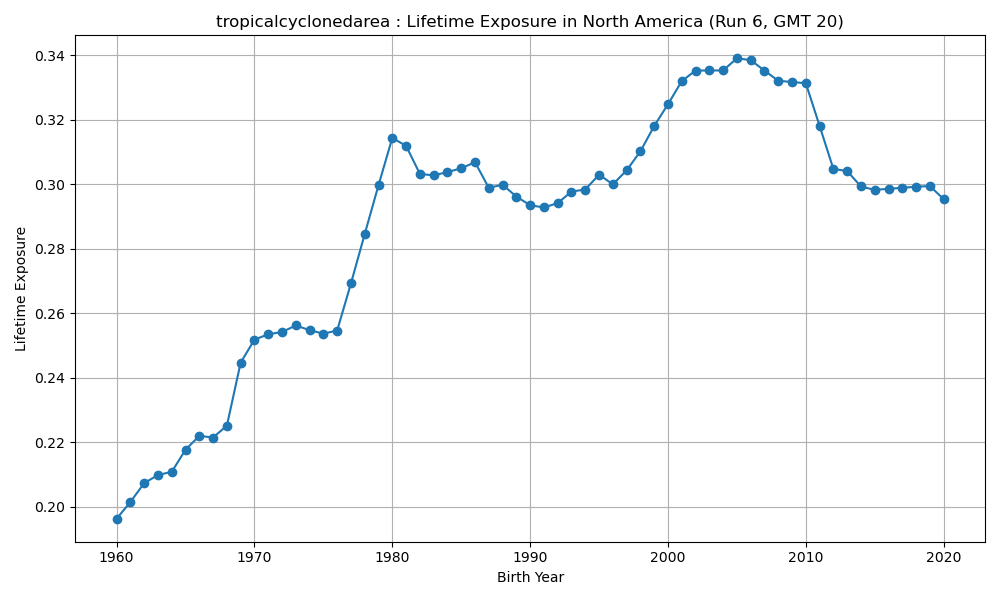 tropicalcyclonedarea : Lifetime Exposure in North America (Run 6, GMT 20)
0.34
0.32
0.30
0.28
0.26
0.24
0.22
0.20
Lifetime Exposure
1960 1970 1980 1990 2000 2010 2020
Birth Year